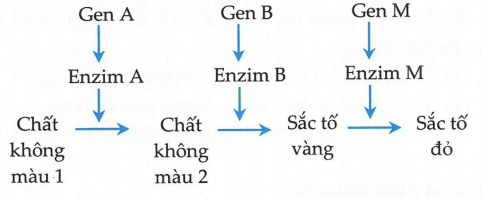 Gen A Gen B Gen M
Enzim A Enzim B Enzim M
Chất Chất Sắc tố Sắc tố
không không vàng đỏ
màu 1 màu 2